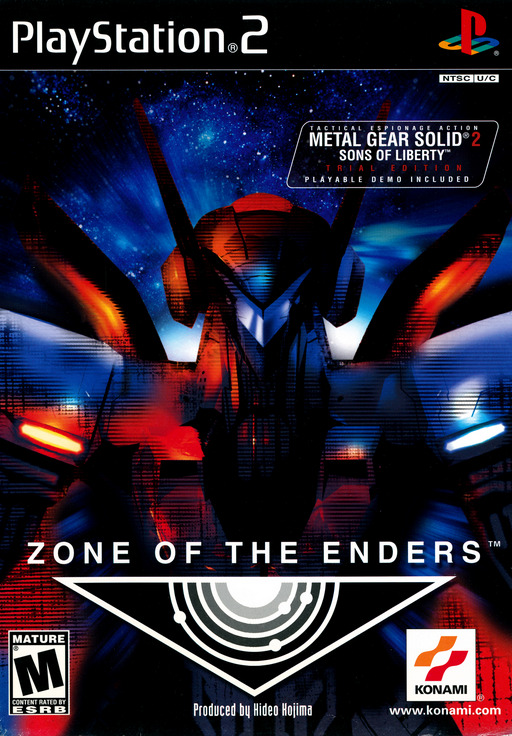 PlayStation®2
NTSC U/C
TACTICAL ESPIONAGE ACTION
METAL GEAR SOLID®2
SONS OF LIBERTY™
TRIAL EDITION
PLAYABLE DEMO INCLUDED
ZONE OF THE ENDERS™
MATURE
M®
CONTENT RATED BY
ESRB
Produced by Hideo Kojima
KONAMI®
www.konami.com